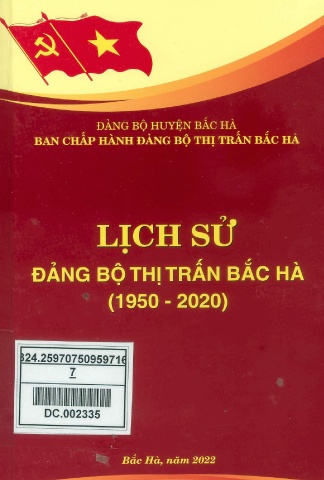 ĐẢNG BỘ HUYỆN BẮC HÀ
BAN CHẤP HÀNH ĐẢNG BỘ THỊ TRẤN BẮC HÀ
LỊCH SỬ
ĐẢNG BỘ THỊ TRẤN BẮC HÀ
(1950 - 2020)
324.25970750959716
7
DC.002335
Bắc Hà, năm 2022